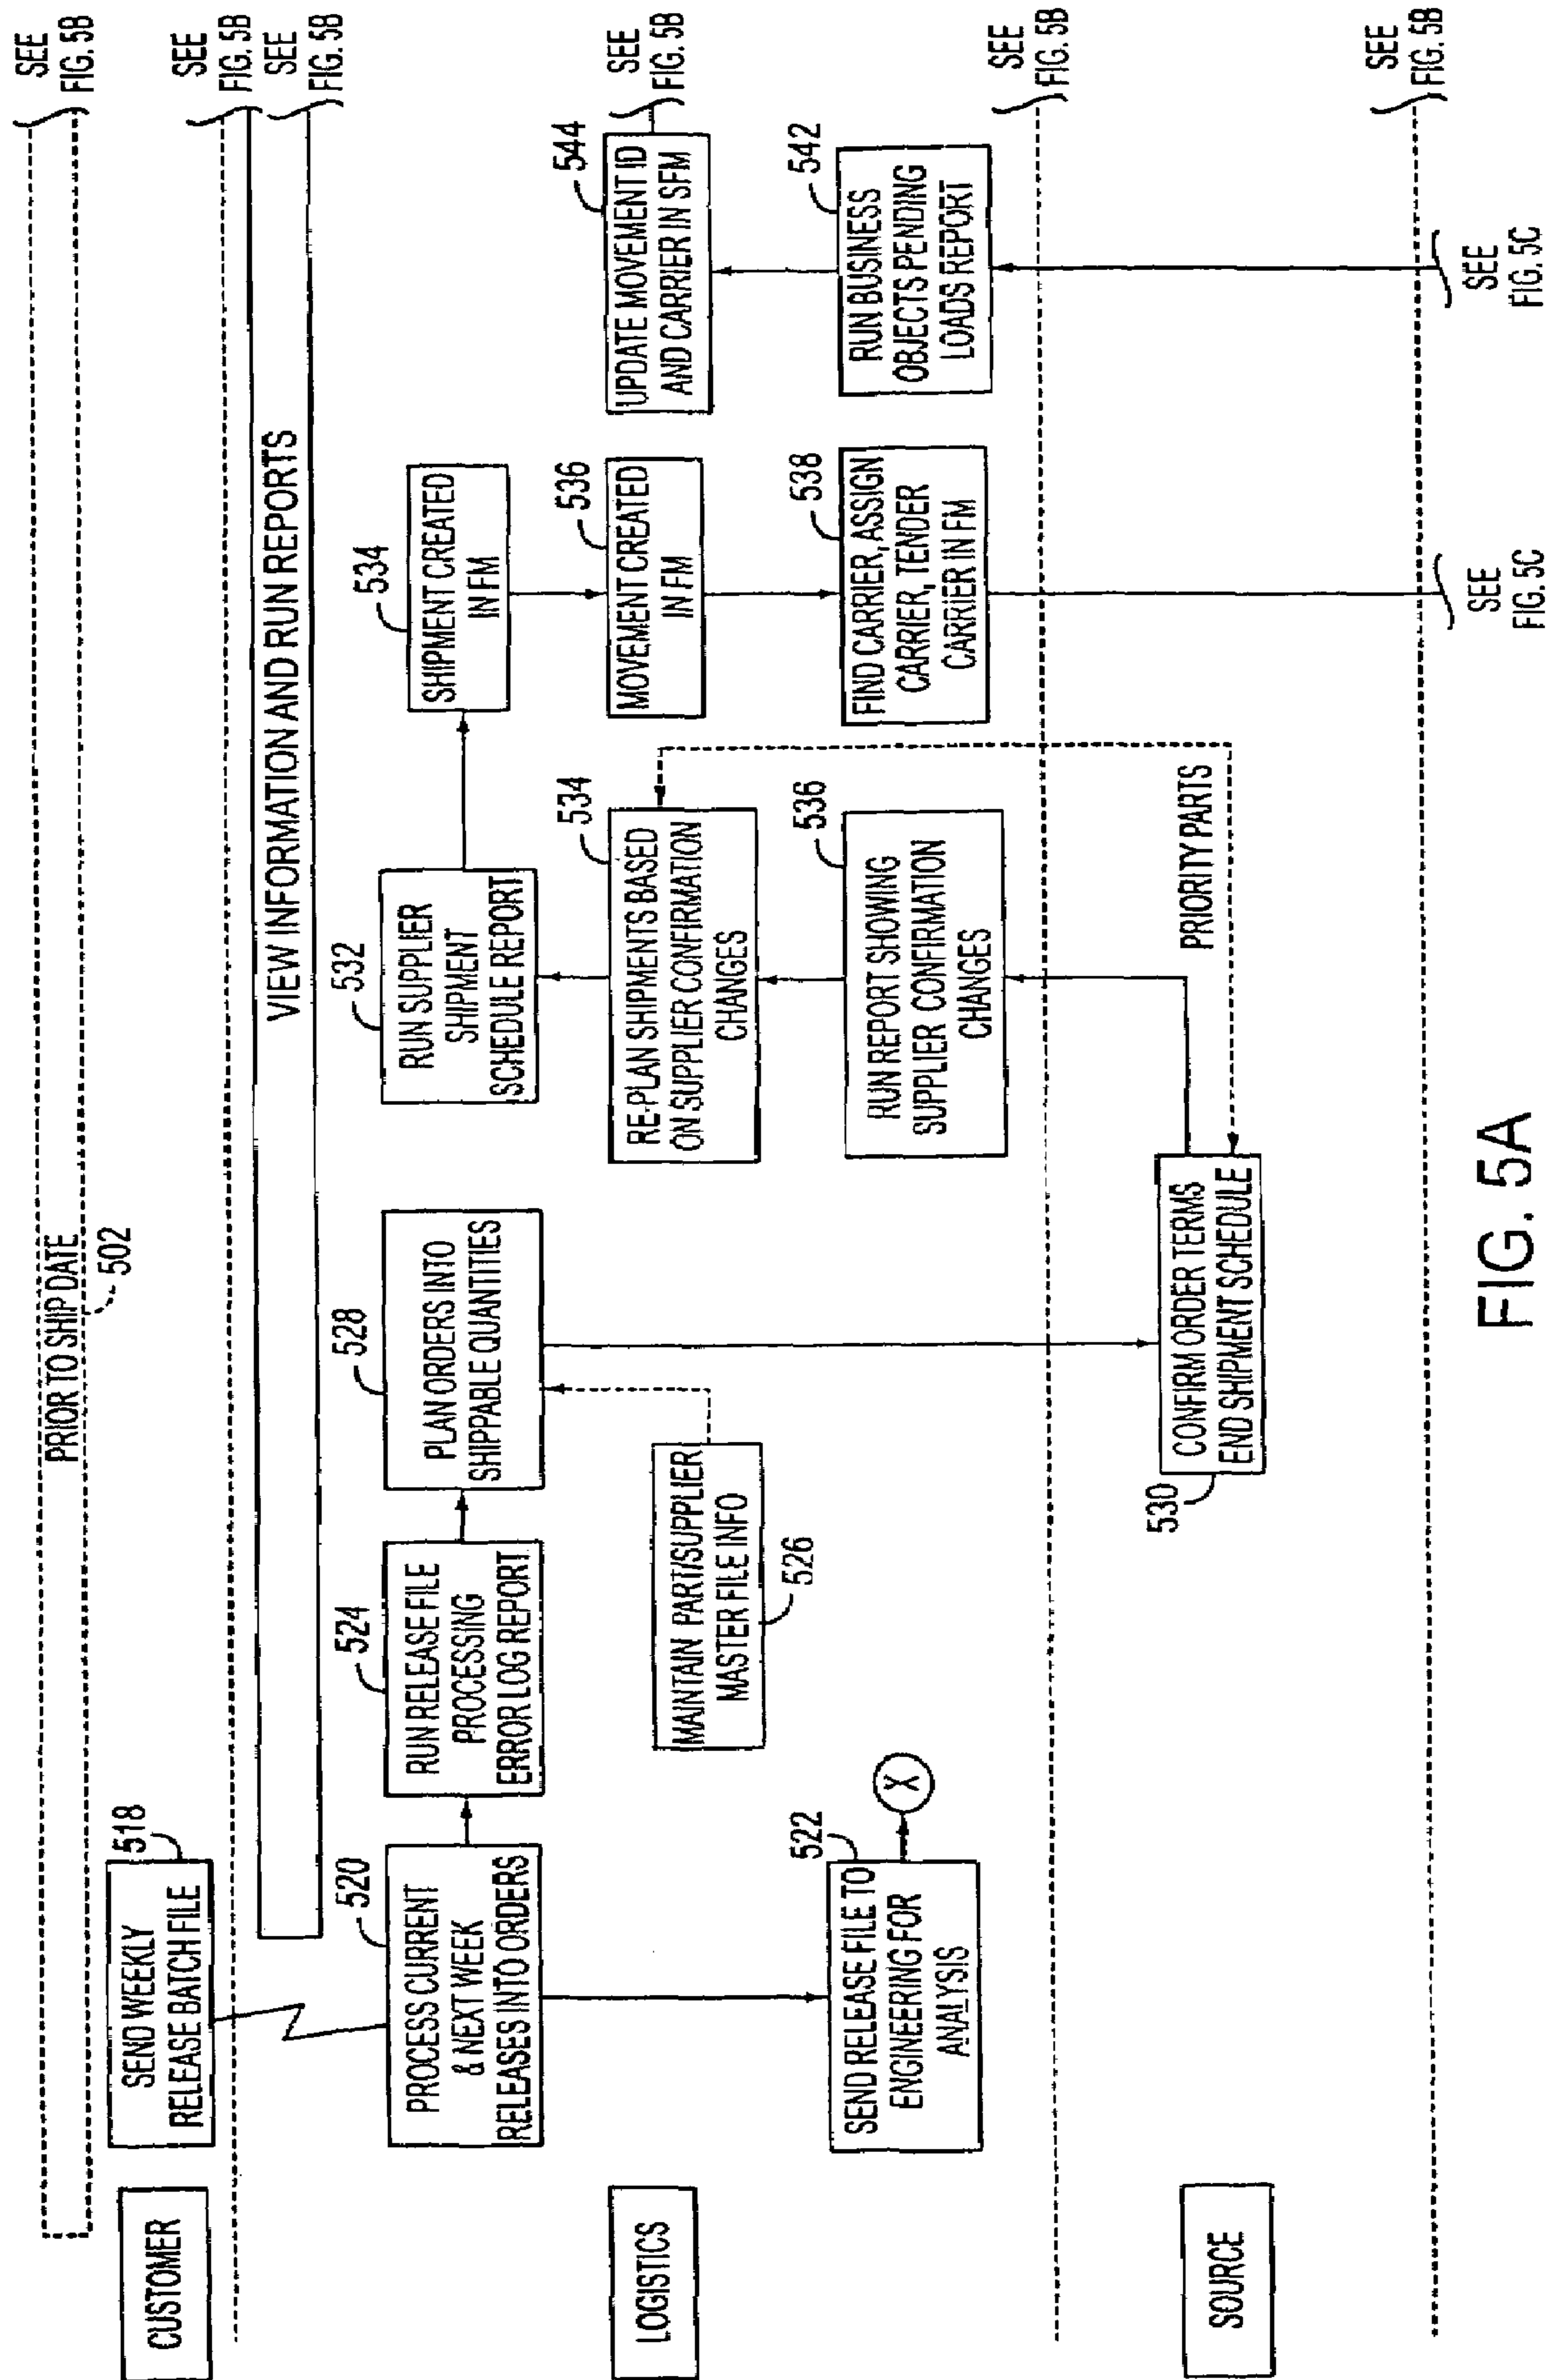 SEE
FIG. 5B
PRIOR TO SHIP DATE
502
CUSTOMER
SEND WEEKLY
RELEASE BATCH FILE
518
SEE
FIG. 5B
SEE
FIG. 5B
VIEW INFORMATION AND RUN REPORTS
LOGISTICS
520
PROCESS CURRENT
& NEXT WEEK
RELEASES INTO ORDERS
522
SEND RELEASE FILE TO
ENGINEERING FOR
ANALYSIS
X
524
RUN RELEASE FILE
PROCESSING
ERROR LOG REPORT
MAINTAIN PART/SUPPLIER
MASTER FILE INFO
526
528
PLAN ORDERS INTO
SHIPPABLE QUANTITIES
532
RUN SUPPLIER
SHIPMENT
SCHEDULE REPORT
534
RE-PLAN SHIPMENTS BASED
ON SUPPLIER CONFIRMATION
CHANGES
536
RUN REPORT SHOWING
SUPPLIER CONFIRMATION
CHANGES
534
SHIPMENT CREATED
IN FM
536
MOVEMENT CREATED
IN FM
538
FIND CARRIER, ASSIGN
CARRIER, TENDER
CARRIER IN FM
544
UPDATE MOVEMENT ID
AND CARRIER IN SFM
542
RUN BUSINESS
OBJECTS PENDING
LOADS REPORT
SEE
FIG. 5B
SEE
FIG. 5B
SOURCE
530
CONFIRM ORDER TERMS
END SHIPMENT SCHEDULE
PRIORITY PARTS
SEE
FIG. 5B
SEE
FIG. 5C
SEE
FIG. 5C
FIG. 5A